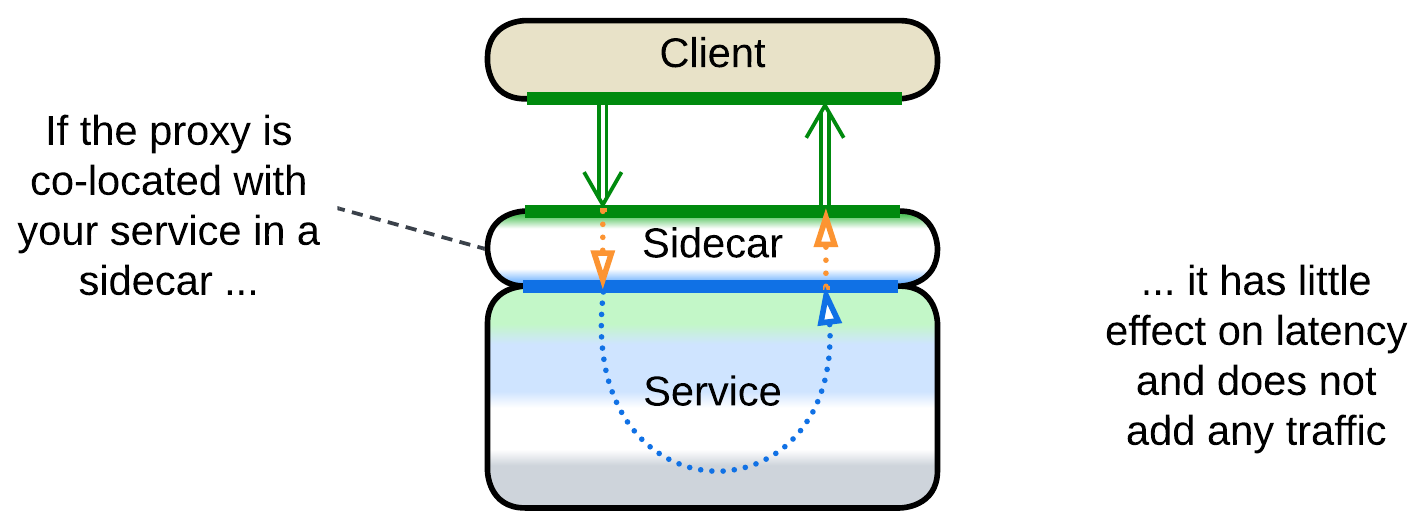 Client
If the proxy is
co-located with
your service in a
sidecar ...
Sidecar
... it has little
effect on latency
and does not
add any traffic
Service